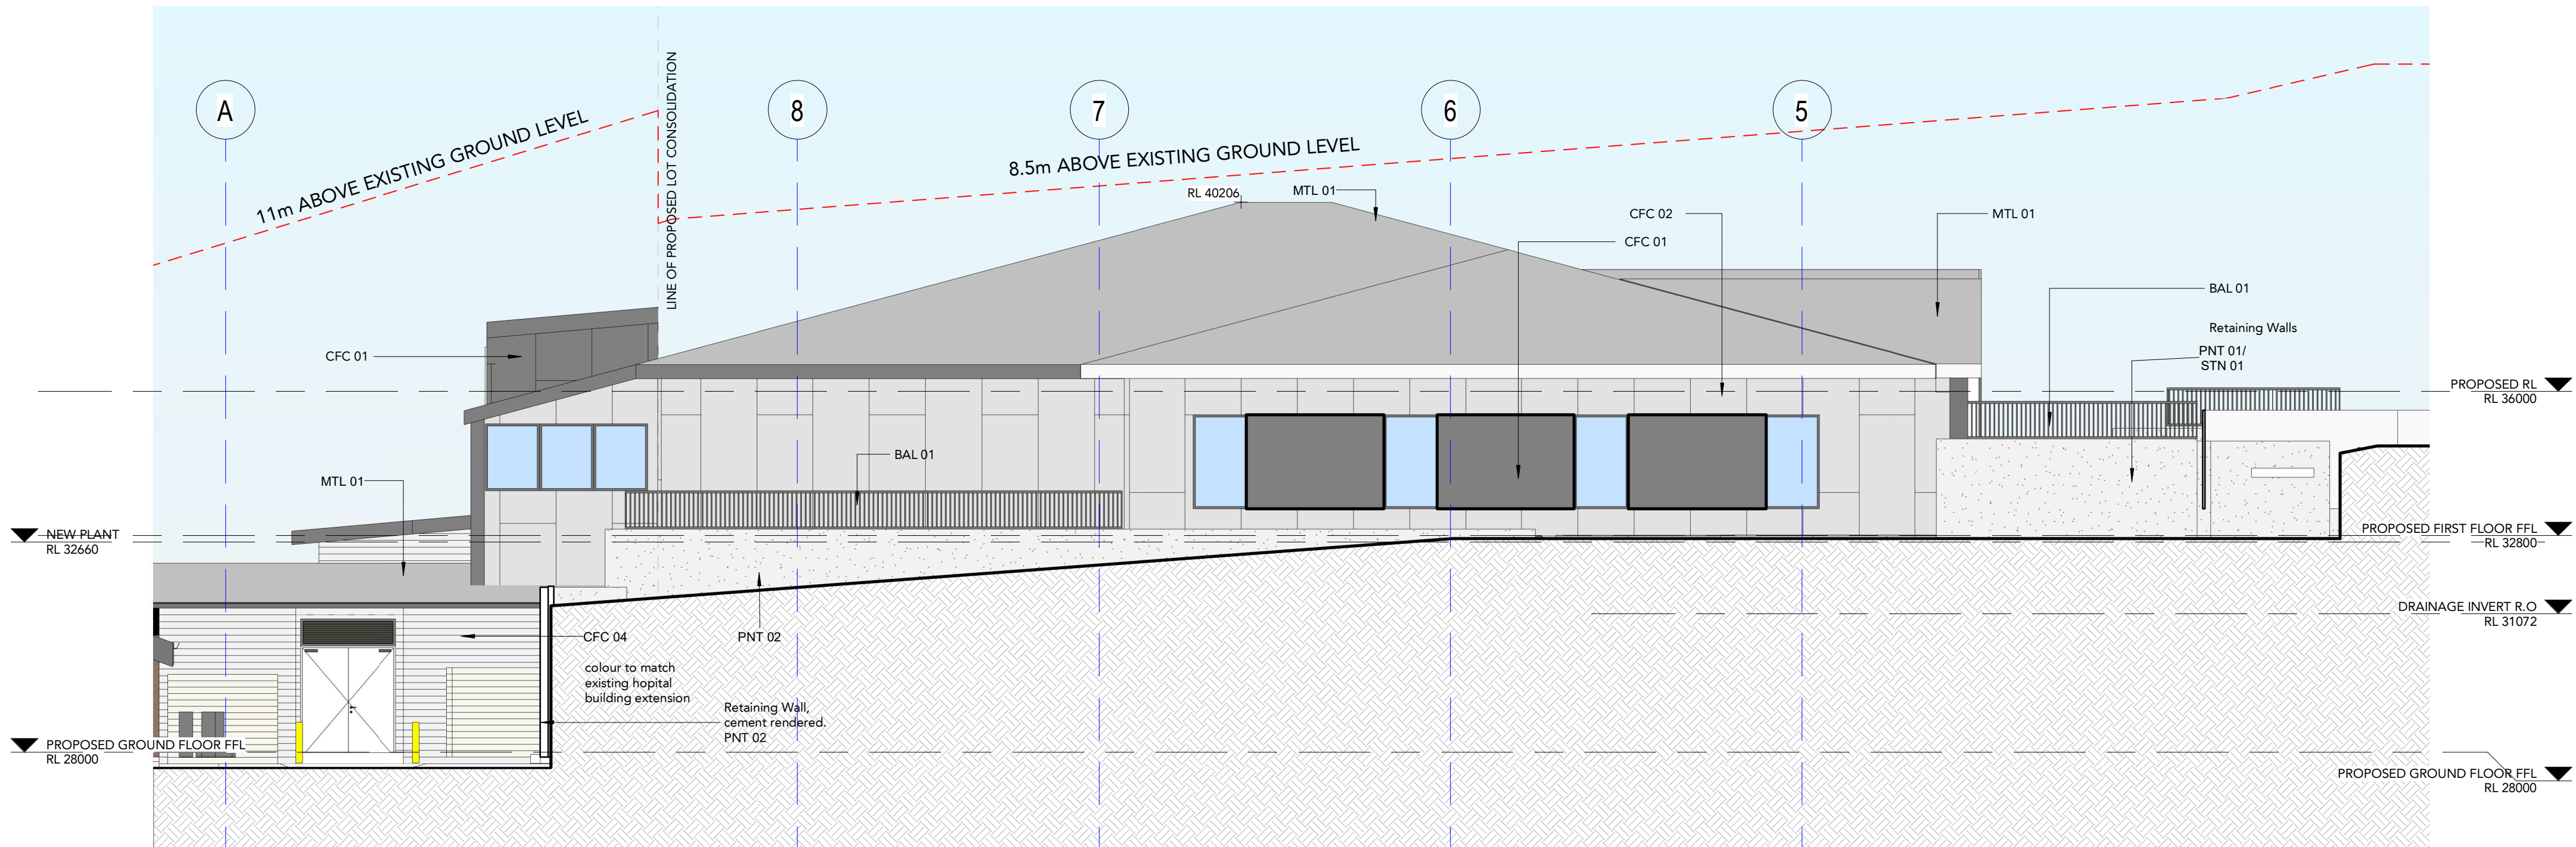 A
8
7
6
5
11m ABOVE EXISTING GROUND LEVEL
LINE OF PROPOSED LOT CONSOLIDATION
8.5m ABOVE EXISTING GROUND LEVEL
RL 40206
MTL 01
CFC 02
CFC 01
MTL 01
BAL 01
Retaining Walls
PNT 01/
STN 01
CFC 01
PROPOSED RL
RL 36000
BAL 01
MTL 01
NEW PLANT
RL 32660
PROPOSED FIRST FLOOR FFL
RL 32800
DRAINAGE INVERT R.O
RL 31072
CFC 04
PNT 02
colour to match
existing hopital
building extension
Retaining Wall,
cement rendered.
PNT 02
PROPOSED GROUND FLOOR FFL
RL 28000
PROPOSED GROUND FLOOR FFL
RL 28000